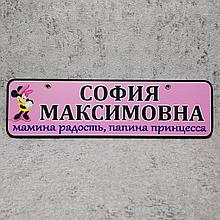 СОФИЯ
МАКСИМОВНА
мамина радость, папина принцесса